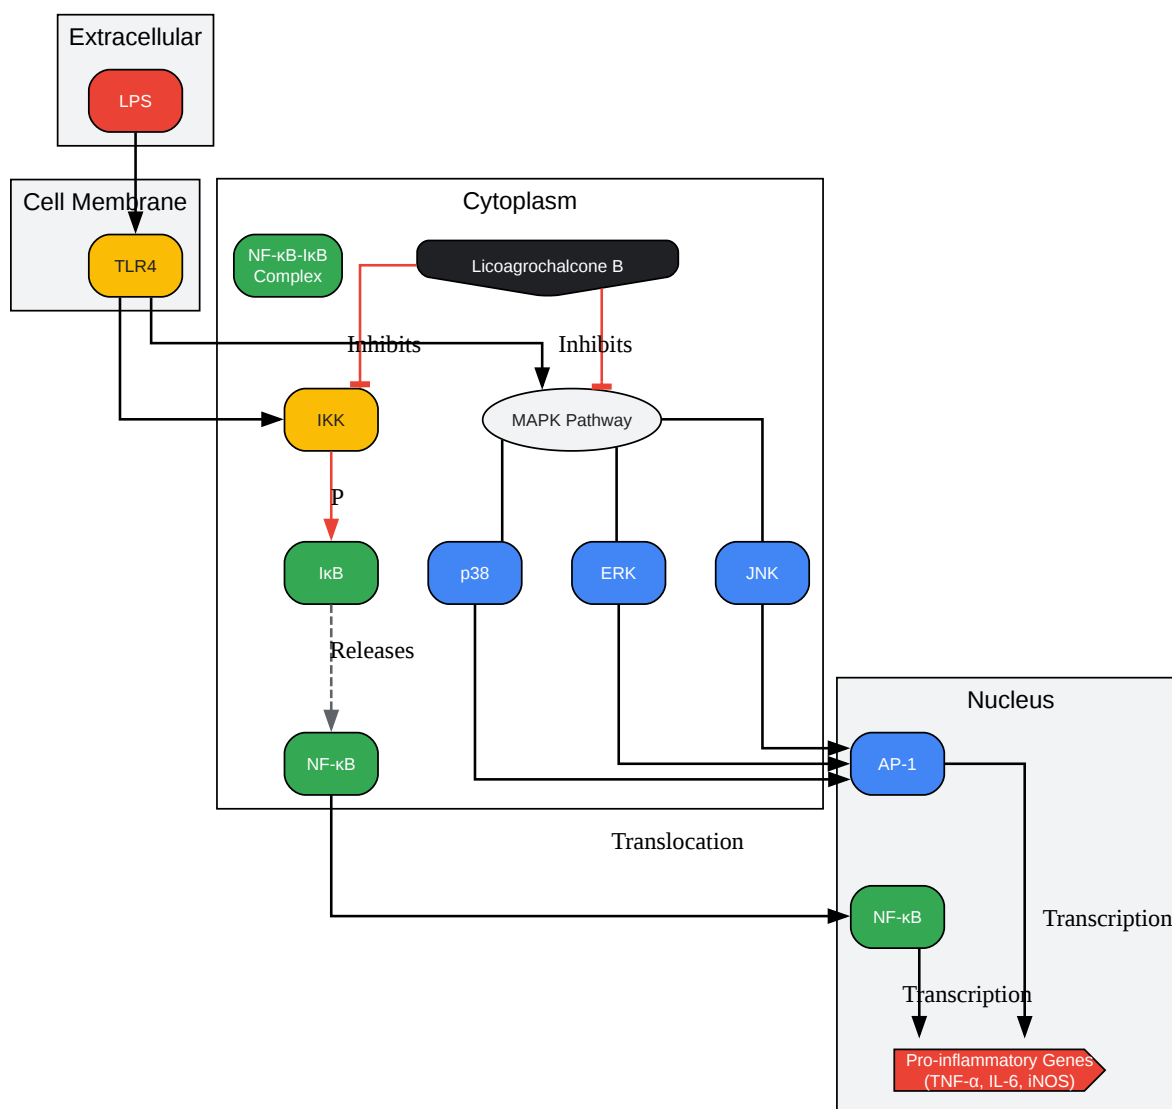 Extracellular
LPS
Cell Membrane
TLR4
Cytoplasm
NF-κB-IκB
Complex
Licoagrochalcone B
Inhibits
Inhibits
IKK
MAPK Pathway
P
IκB
p38
ERK
JNK
Releases
NF-κB
Nucleus
AP-1
Translocation
NF-κB
Transcription
Transcription
Pro-inflammatory Genes
(TNF-α, IL-6, iNOS)